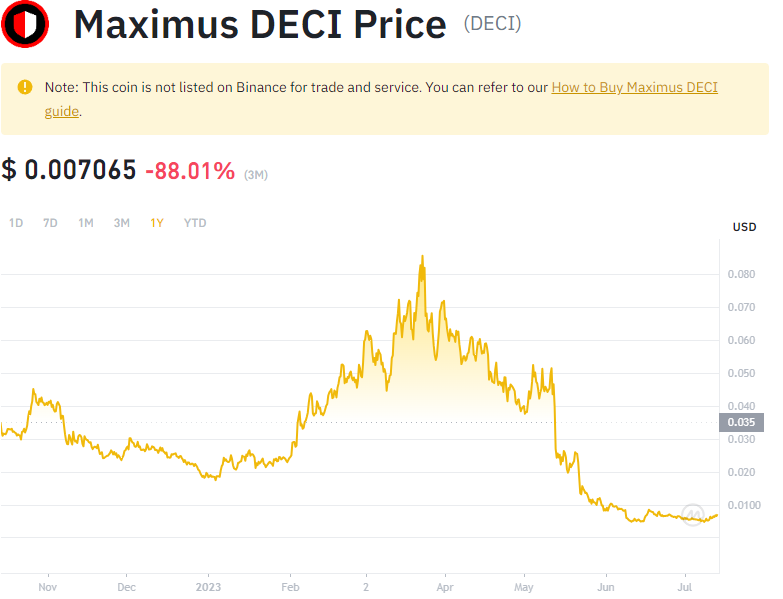 Maximus DECI Price (DECI)
Note: This coin is not listed on Binance for trade and service. You can refer to our How to Buy Maximus DECI
guide.
$ 0.007065 -88.01% (3M)
1D 7D 1M 3M 1Y YTD
USD
0.080
0.070
0.060
0.050
0.040
0.035
0.030
0.020
0.0100
Nov Dec 2023 Feb 2 Apr May Jun Jul